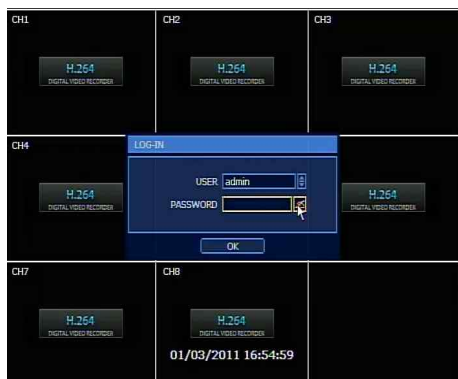 CH1
CH2
CH3
H.264
DIGITAL VIDEO RECORDER
H.264
DIGITAL VIDEO RECORDER
H.264
DIGITAL VIDEO RECORDER
CH4
LOG-IN
USER admin
PASSWORD
OK
H.264
DIGITAL VIDEO RECORDER
H.264
DIGITAL VIDEO RECORDER
CH7
CH8
H.264
DIGITAL VIDEO RECORDER
H.264
DIGITAL VIDEO RECORDER
01/03/2011 16:54:59